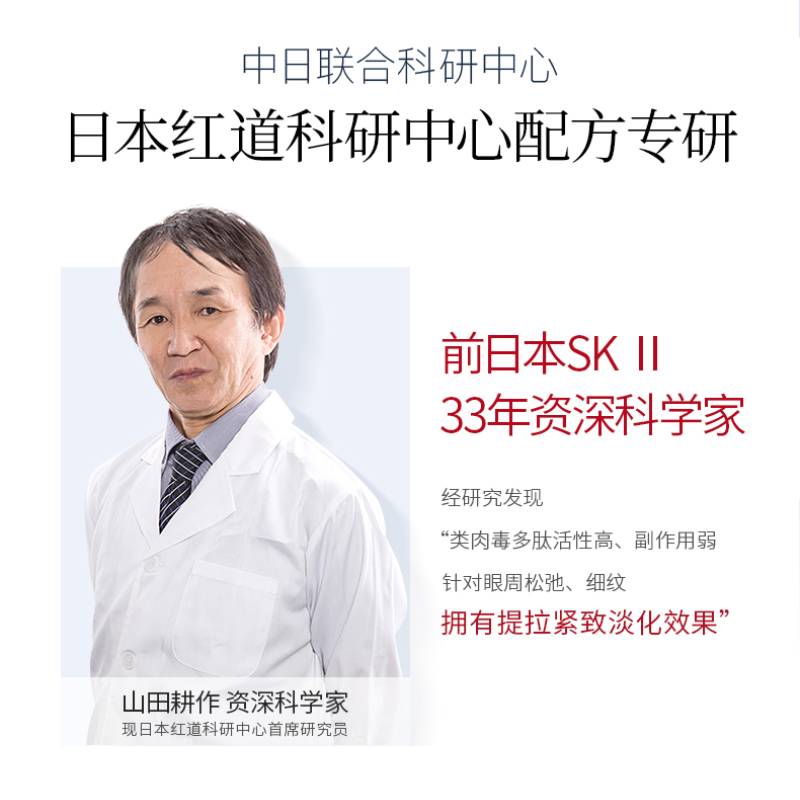 中日联合科研中心
日本红道科研中心配方专研
前日本SK II
33年资深科学家
经研究发现
“类肉毒多肽活性高、副作用弱
针对眼周松弛、细纹
拥有提拉紧致淡化效果”
山田耕作 资深科学家
现日本红道科研中心首席研究员